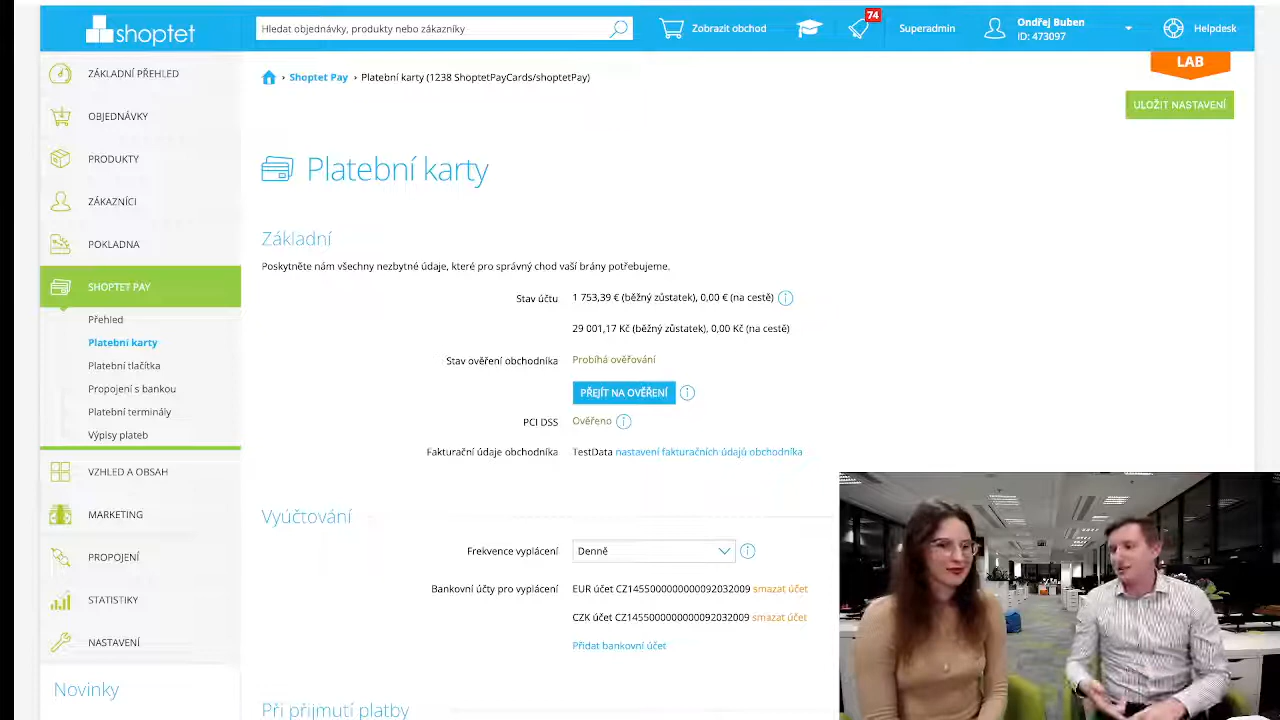 shoptet
Hledat objednávky, produkty nebo zákazníky
Zobrazit obchod
74
Superadmin
Ondřej Buben
ID: 473097
Helpdesk
LAB
ZÁKLADNÍ PŘEHLED
OBJEDNÁVKY
PRODUKTY
ZÁKAZNÍCI
POKLADNA
SHOPTET PAY
Přehled
Platební karty
Platební tlačítka
Propojení s bankou
Platební terminály
Výpisy plateb
VZHLED A OBSAH
MARKETING
PROPOJENÍ
STATISTIKY
NASTAVENÍ
Novinky
› Shoptet Pay › Platební karty (1238 ShoptetPayCards/shoptetPay)
ULOŽIT NASTAVENÍ
Platební karty
Základní
Poskytněte nám všechny nezbytné údaje, které pro správný chod vaší brány potřebujeme.
Stav účtu 1 753,39 € (běžný zůstatek), 0,00 € (na cestě)
29 001,17 Kč (běžný zůstatek), 0,00 Kč (na cestě)
Stav ověření obchodníka Probíhá ověřování
PŘEJÍT NA OVĚŘENÍ
PCI DSS Ověřeno
Fakturační údaje obchodníka TestData nastavení fakturačních údajů obchodníka
Vyúčtování
Frekvence vyplácení Denně
Bankovní účty pro vyplácení EUR účet CZ1455000000000092032009 smazat účet
CZK účet CZ1455000000000092032009 smazat účet
Přidat bankovní účet
Při přijmutí platby